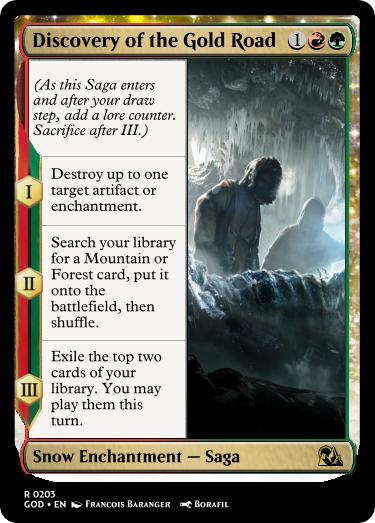 Discovery of the Gold Road 1
(As this Saga enters
and after your draw
step, add a lore counter.
Sacrifice after III.)
I
Destroy up to one
target artifact or
enchantment.
II
Search your library
for a Mountain or
Forest card, put it
onto the
battlefield, then
shuffle.
III
Exile the top two
cards of your
library. You may
play them this
turn.
Snow Enchantment — Saga
R 0203
GOD • EN Francois Baranger Borafil